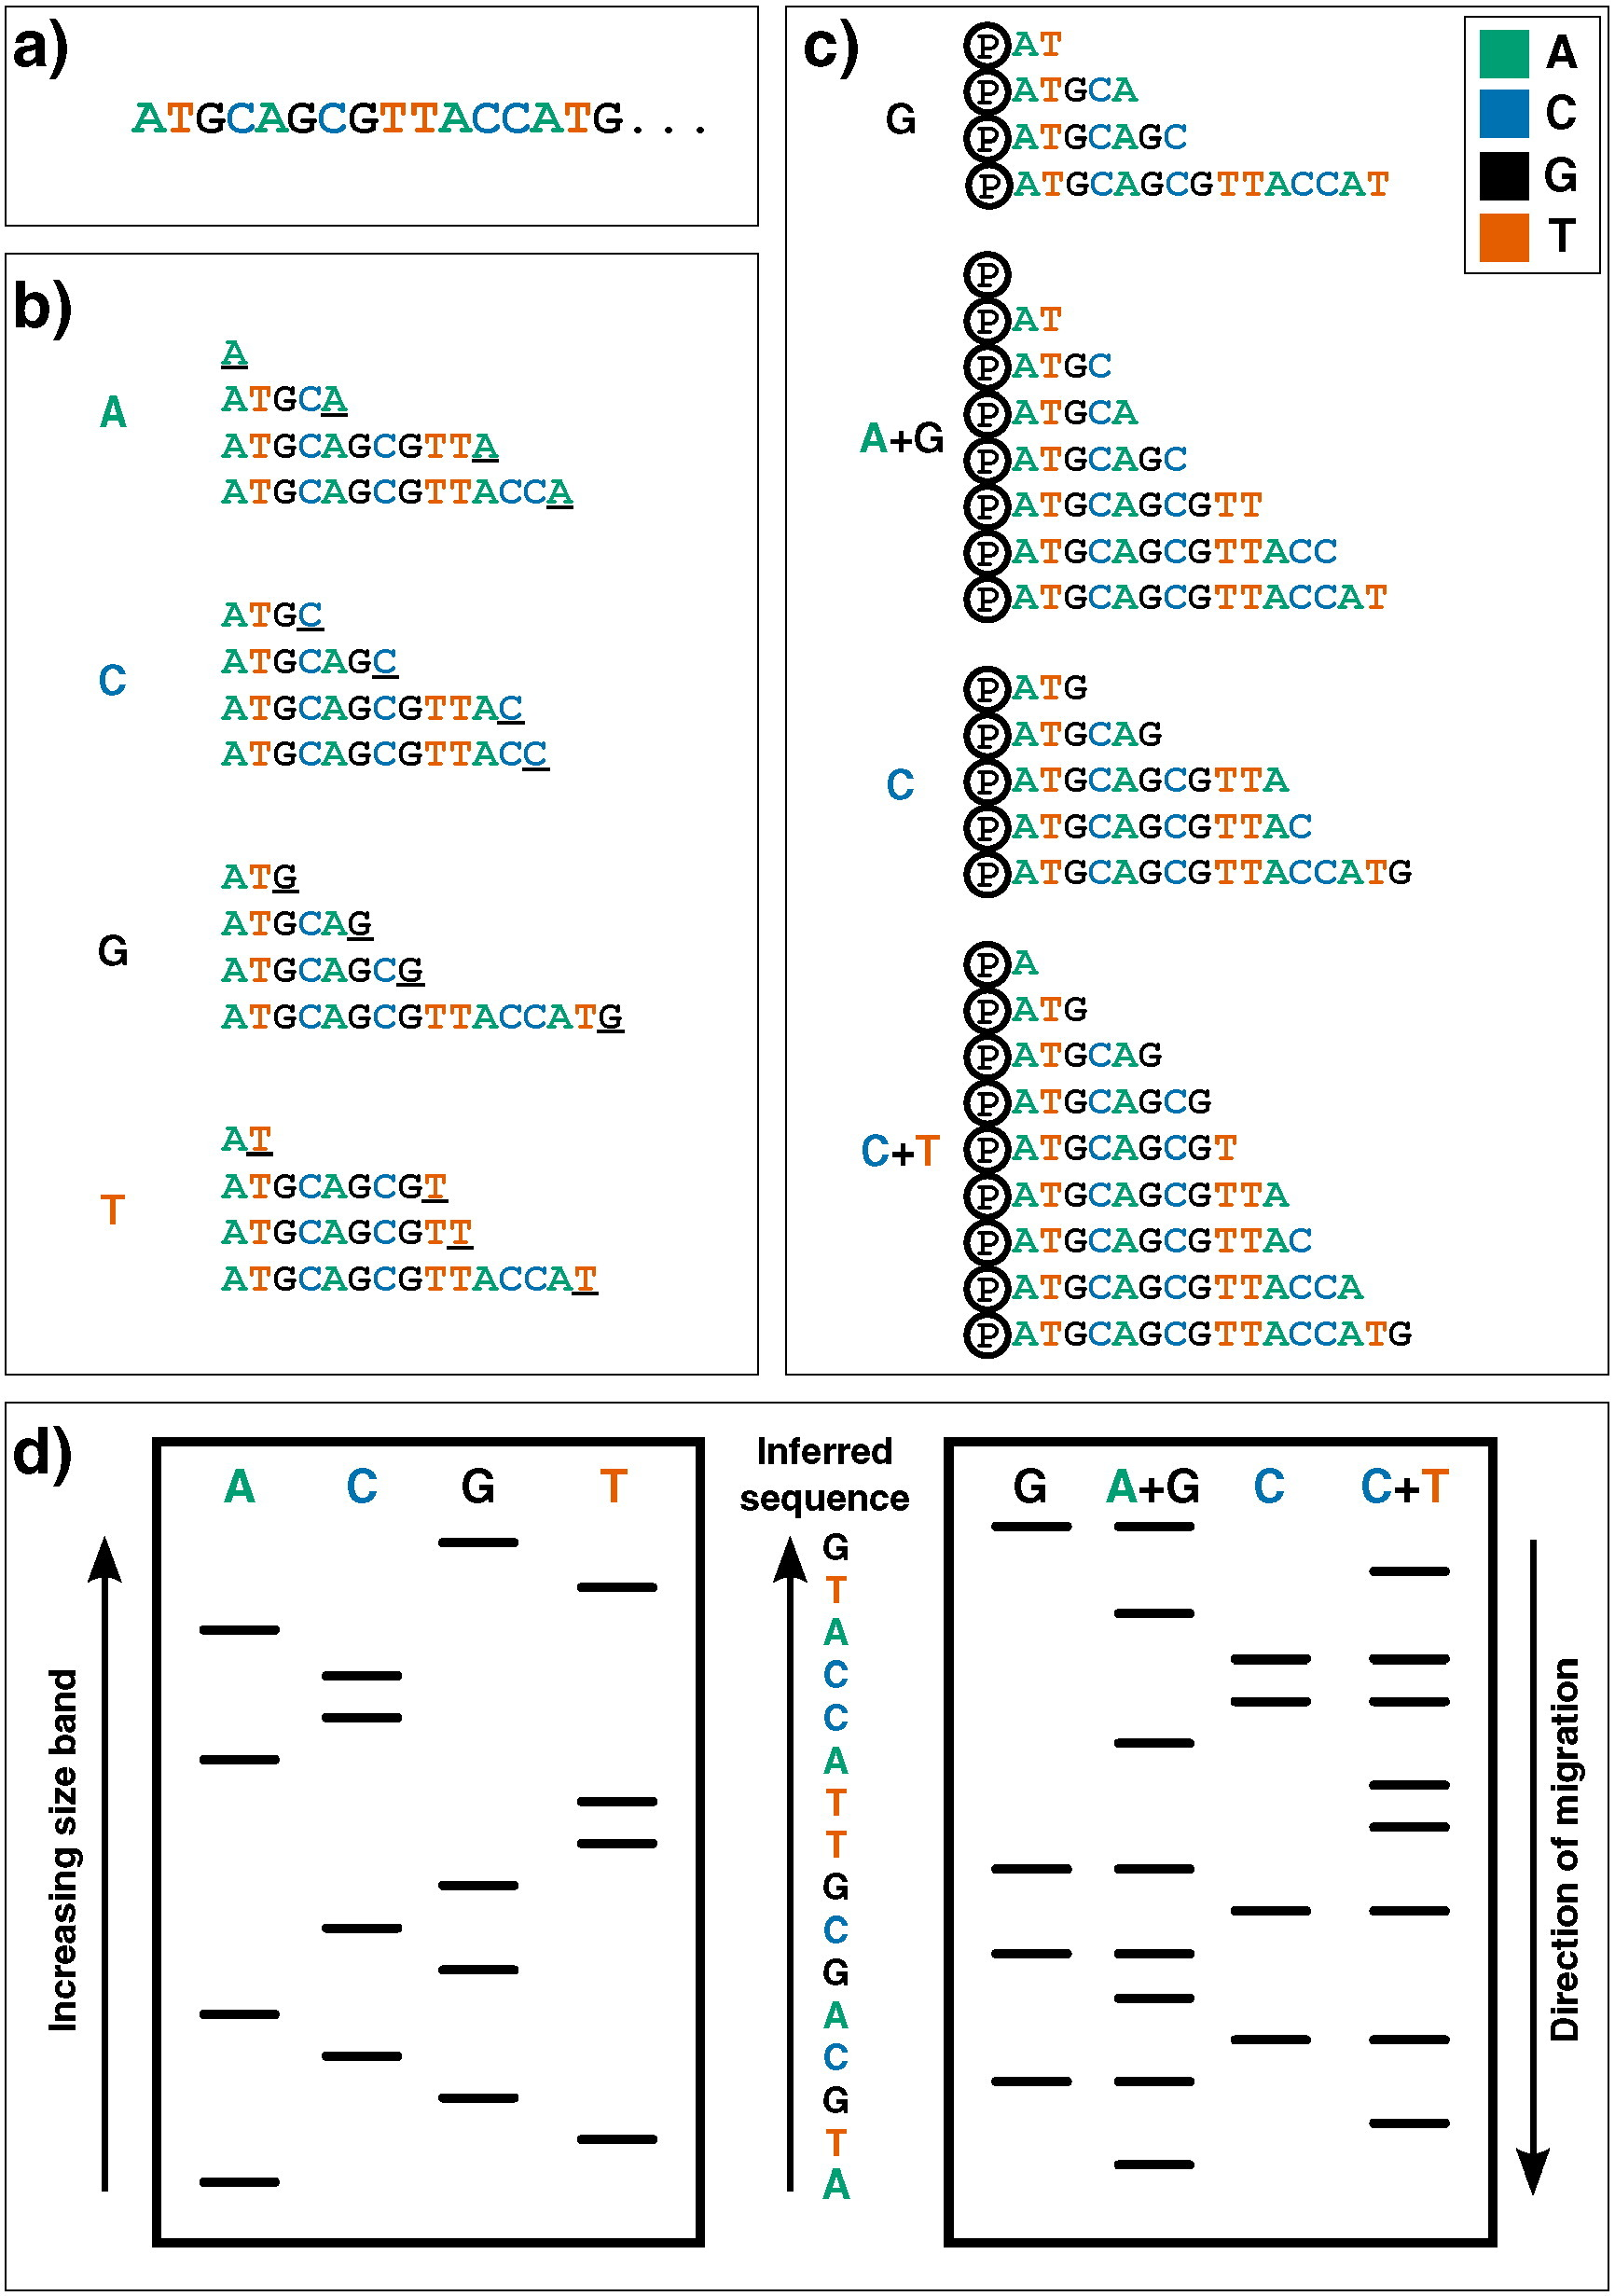 a)
ATGCAGCGTTACCATG...
b)
A
A
ATGCA
ATGCAGCGTTA
ATGCAGCGTTACCA
C
ATGC
ATGCAGC
ATGCAGCGTTAC
ATGCAGCGTTACC
G
ATG
ATGCAG
ATGCAGCG
ATGCAGCGTTACCATG
T
AT
ATGCAGCGT
ATGCAGCGTT
ATGCAGCGTTACCAT
c)
G
P AT
P ATGCA
P ATGCAGC
P ATGCAGCGTTACCAT
A+G
P
P AT
P ATGC
P ATGCA
P ATGCAGC
P ATGCAGCGTT
P ATGCAGCGTTACC
P ATGCAGCGTTACCAT
C
P ATG
P ATGCAG
P ATGCAGCGTTA
P ATGCAGCGTTAC
P ATGCAGCGTTACCATG
C+T
P A
P ATG
P ATGCAG
P ATGCAGCG
P ATGCAGCGT
P ATGCAGCGTTA
P ATGCAGCGTTAC
P ATGCAGCGTTACCA
P ATGCAGCGTTACCATG
A
C
G
T
d)
Increasing size band
A C G T
Inferred
sequence
G
T
A
C
C
A
T
T
G
C
G
A
C
G
T
A
G A+G C C+T
Direction of migration